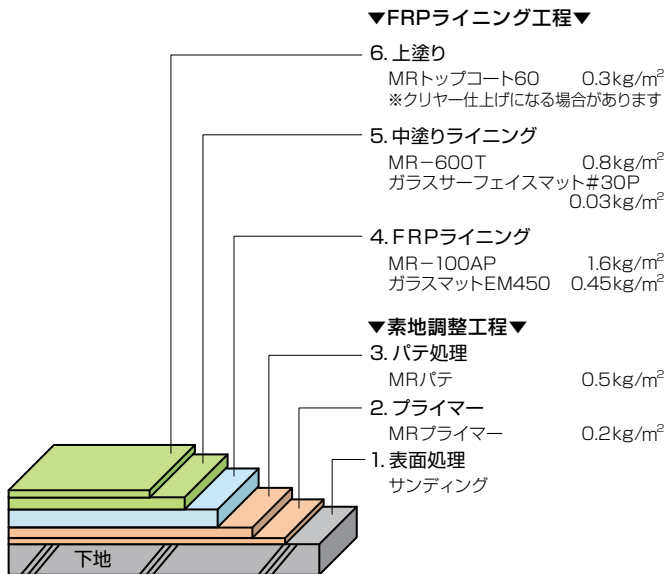 ▼FRPライニング工程▼
6. 上塗り
MRトップコート60 0.3kg/m²
※クリヤー仕上げになる場合があります
5. 中塗りライニング
MR−600T 0.8kg/m²
ガラスサーフェイスマット#30P
0.03kg/m²
4. FRPライニング
MR−100AP 1.6kg/m²
ガラスマットEM450 0.45kg/m²
▼素地調整工程▼
3. パテ処理
MRパテ 0.5kg/m²
2. プライマー
MRプライマー 0.2kg/m²
1. 表面処理
サンディング
下地